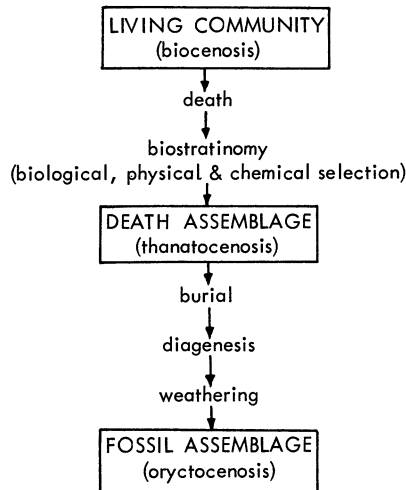 LIVING COMMUNITY
(biocenosis)
death
biostratinomy
(biological, physical & chemical selection)
DEATH ASSEMBLAGE
(thanatocenosis)
burial
diagenesis
weathering
FOSSIL ASSEMBLAGE
(oryctocenosis)